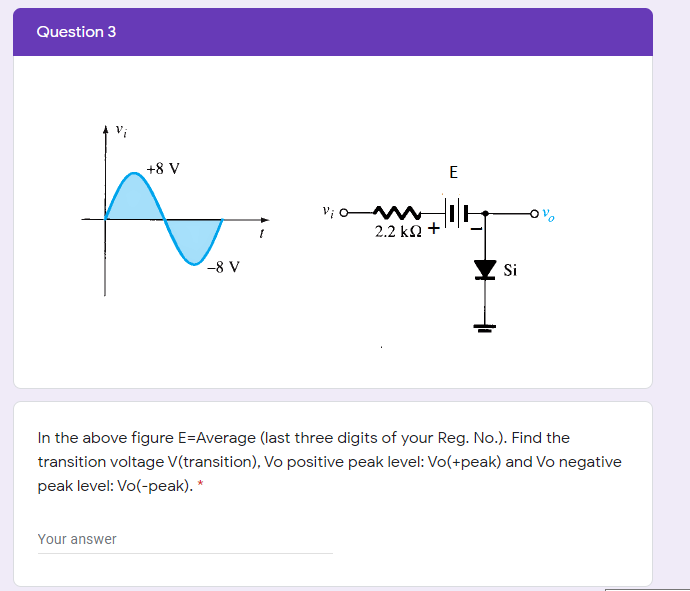 Question 3
vi
+8 V
t
-8 V
E
vi
2.2 kΩ +
-
vo
Si
In the above figure E=Average (last three digits of your Reg. No.). Find the
transition voltage V(transition), Vo positive peak level: Vo(+peak) and Vo negative
peak level: Vo(-peak). *
Your answer